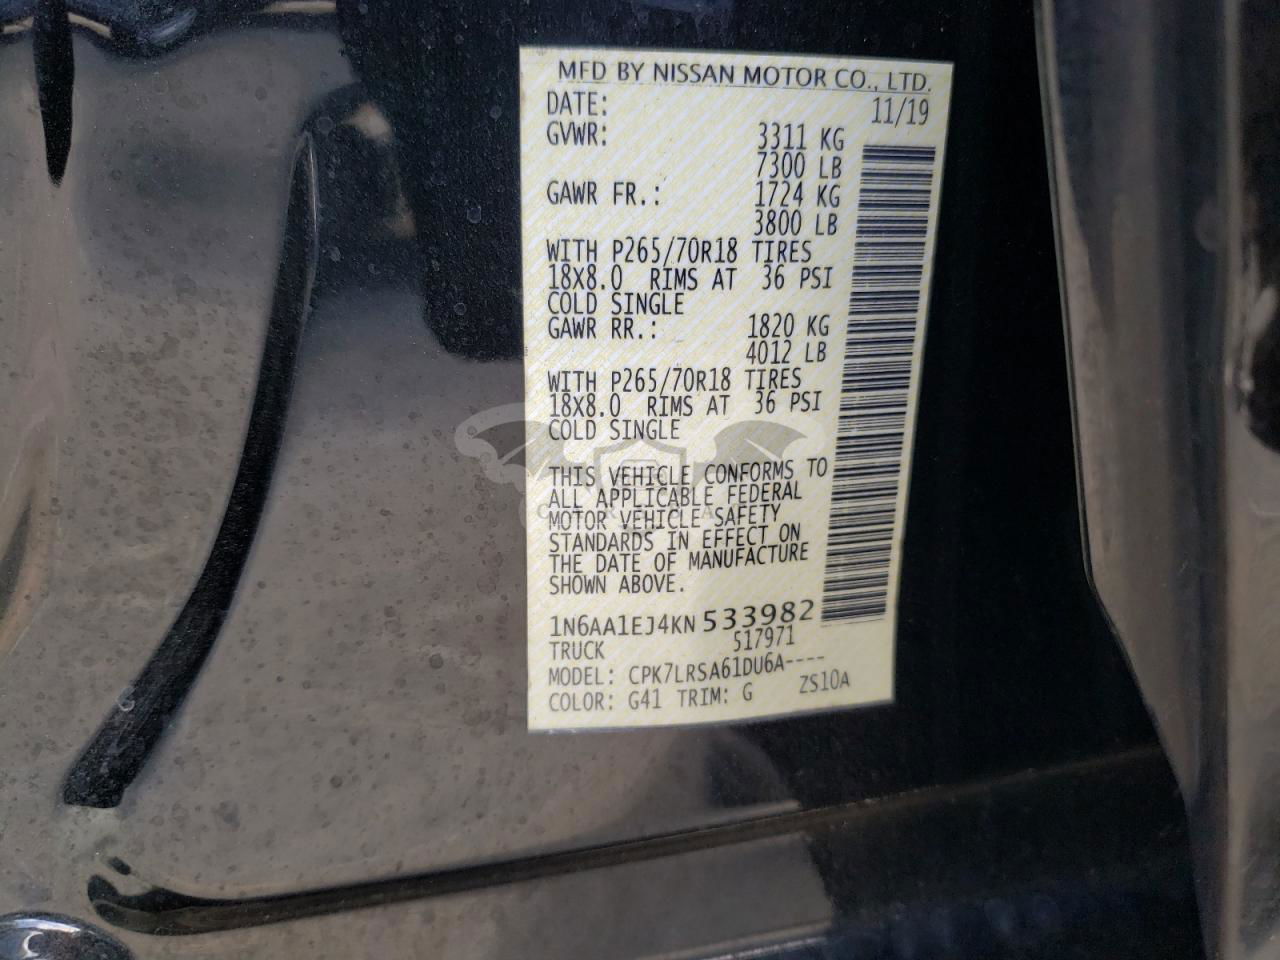 MFD BY NISSAN MOTOR CO., LTD.
DATE: 11/19
GVWR: 3311 KG
7300 LB
GAWR FR.: 1724 KG
3800 LB
WITH P265/70R18 TIRES
18X8.0 RIMS AT 36 PSI
COLD SINGLE
GAWR RR.: 1820 KG
4012 LB
WITH P265/70R18 TIRES
18X8.0 RIMS AT 36 PSI
COLD SINGLE
THIS VEHICLE CONFORMS TO
ALL APPLICABLE FEDERAL
MOTOR VEHICLE SAFETY
STANDARDS IN EFFECT ON
THE DATE OF MANUFACTURE
SHOWN ABOVE.
1N6AA1EJ4KN533982
TRUCK 517971
MODEL: CPK7LRSA61DU6A----
COLOR: G41 TRIM: G ZS10A